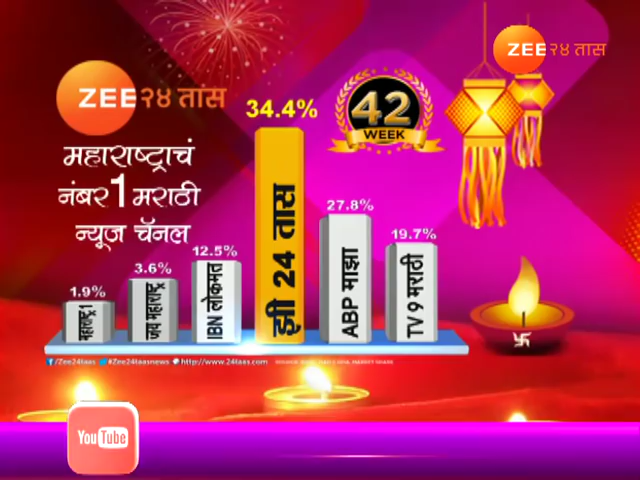 ZEE २४ तास
ZEE २४ तास
महाराष्ट्राचं
नंबर 1 मराठी
न्यूज चॅनल
42
WEEK
34.4%
27.8%
19.7%
12.5%
3.6%
1.9%
महाराष्ट्र 1
जय महाराष्ट्र
IBN लोकमत
झी 24 तास
ABP माझा
TV 9 मराठी
/Zee24taas #Zee24taasnews http://www.24taas.com
YouTube